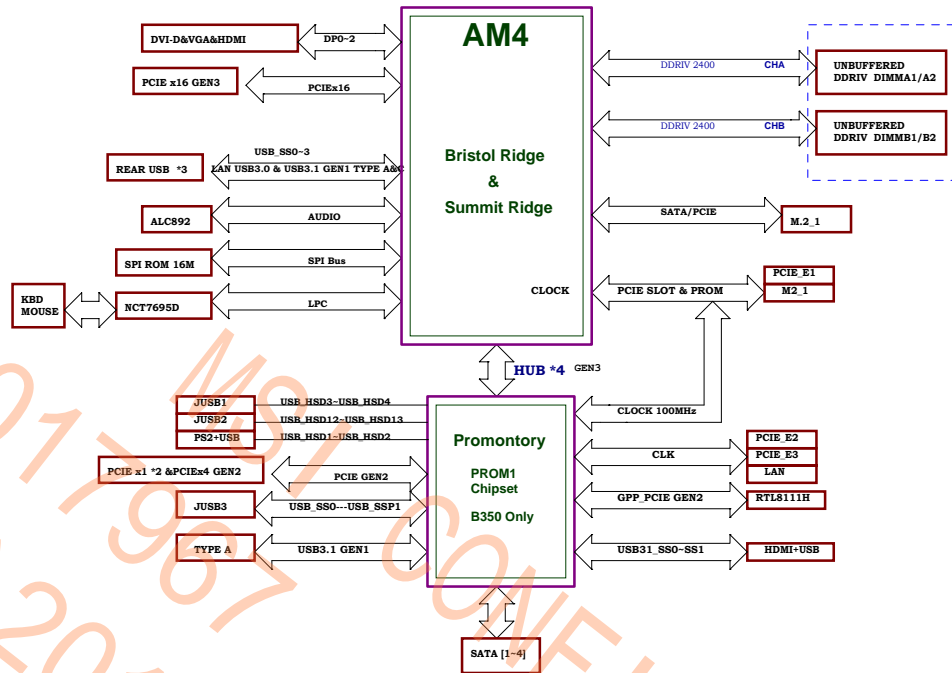 AM4
DVI-D&VGA&HDMI
DP0~2
PCIE x16 GEN3
PCIEx16
DDRIV 2400
CHA
UNBUFFERED
DDRIV DIMMA1/A2
DDRIV 2400
CHB
UNBUFFERED
DDRIV DIMMB1/B2
USB_SS0~3
REAR USB *3
LAN USB3.0 & USB3.1 GEN1 TYPE A&C
Bristol Ridge
&
Summit Ridge
ALC892
AUDIO
SATA/PCIE
M.2_1
SPI ROM 16M
SPI Bus
KBD
MOUSE
NCT7695D
LPC
CLOCK
PCIE SLOT & PROM
PCIE_E1
M2_1
HUB *4 GEN3
JUSB1
USB_HSD3~USB_HSD4
JUSB2
USB_HSD12~USB_HSD13
PS2+USB
USB_HSD1~USB_HSD2
CLOCK 100MHz
Promontory
PROM1
Chipset
B350 Only
PCIE x1 *2 &PCIEx4 GEN2
PCIE GEN2
CLK
PCIE_E2
PCIE_E3
LAN
JUSB3
USB_SS0---USB_SSP1
GPP_PCIE GEN2
RTL8111H
TYPE A
USB3.1 GEN1
USB31_SS0~SS1
HDMI+USB
SATA [1~4]
MSI
017967